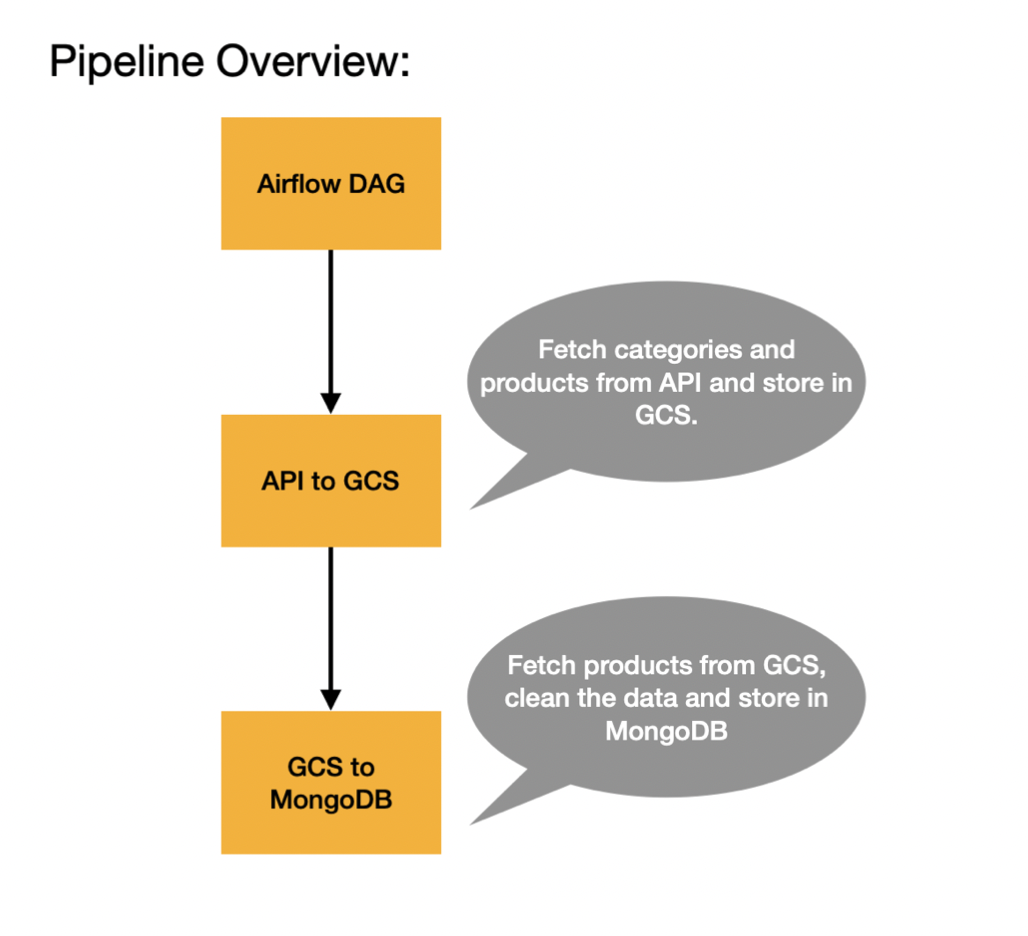 Pipeline Overview:
Airflow DAG
Fetch categories and
products from API and store in
GCS.
API to GCS
Fetch products from GCS,
clean the data and store in
MongoDB
GCS to
MongoDB